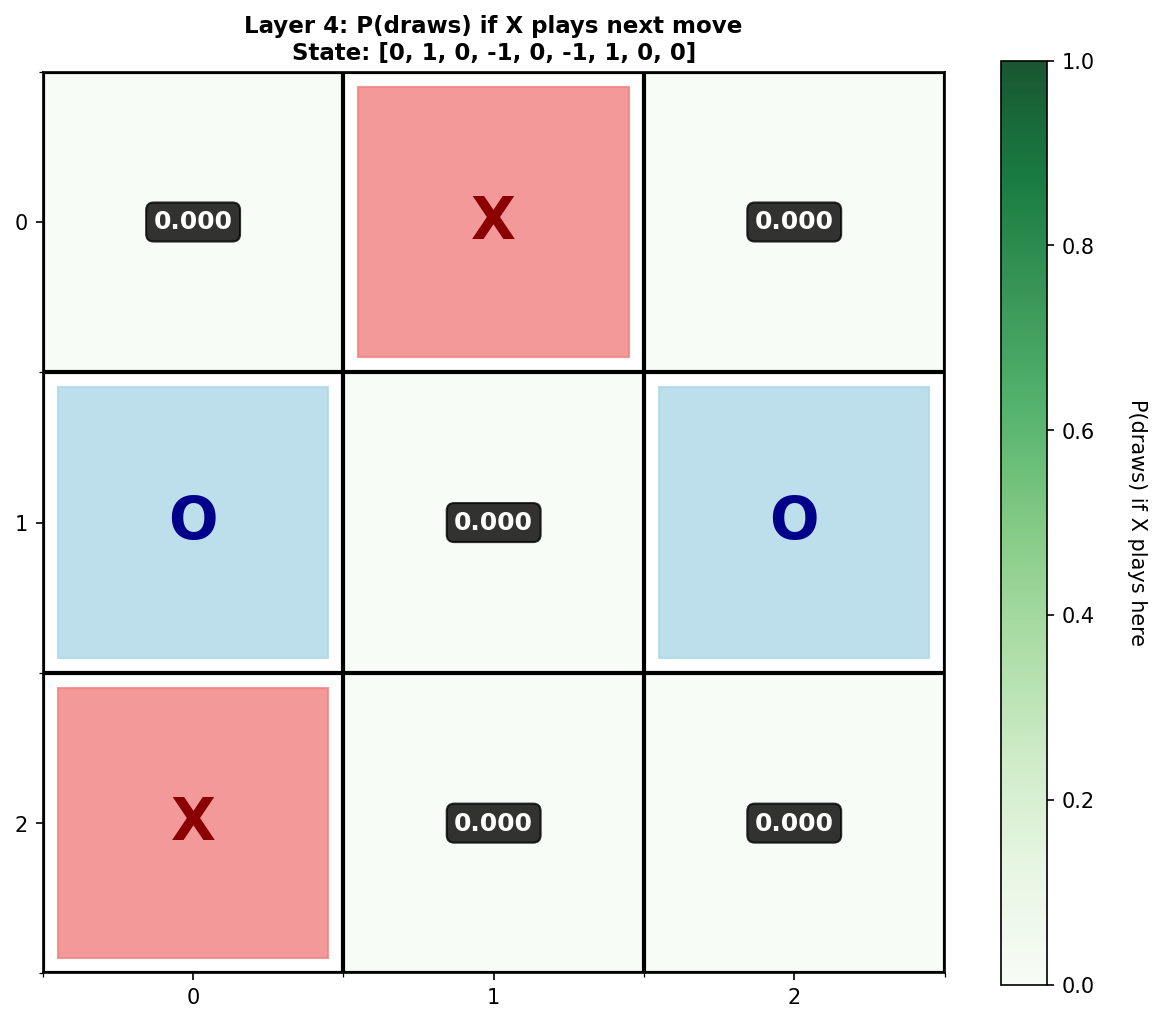 Layer 4: P(draws) if X plays next move
State: [0, 1, 0, -1, 0, -1, 1, 0, 0]
0
0.000
X
0.000
1
O
0.000
O
2
X
0.000
0.000
0
1
2
1.0
0.8
0.6
0.4
0.2
0.0
P(draws) if X plays here